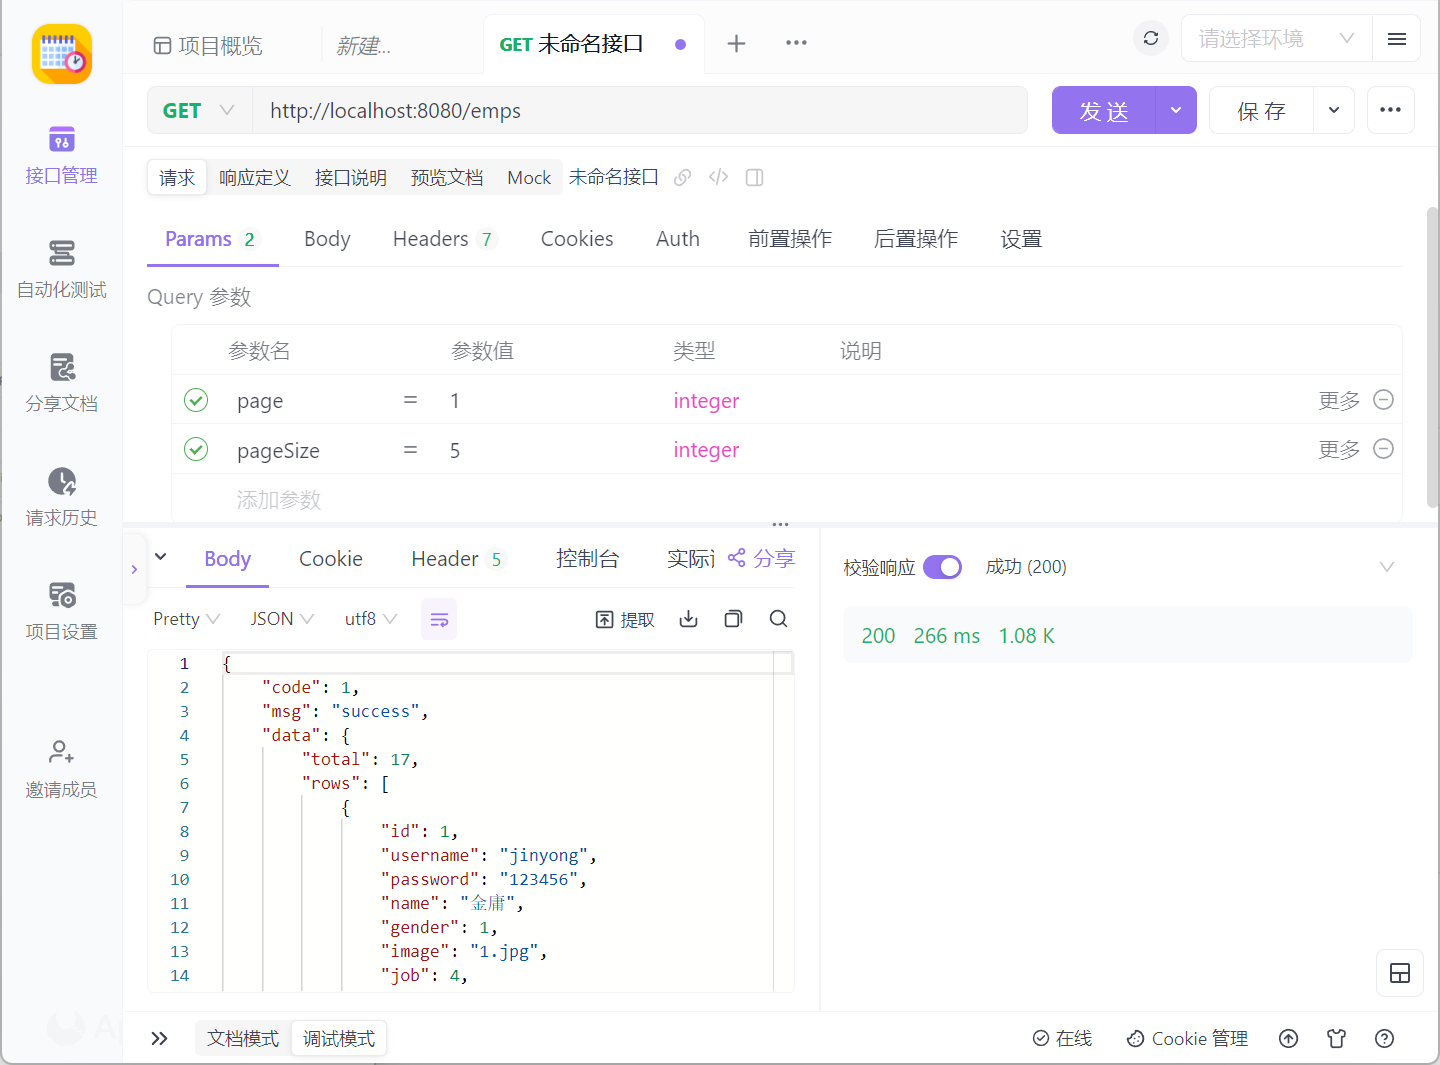 项目概览
新建...
GET 未命名接口
请选择环境
GET
http://localhost:8080/emps
发 送
保 存
接口管理
自动化测试
分享文档
请求历史
项目设置
邀请成员
请求
响应定义
接口说明
预览文档
Mock
未命名接口
Params 2
Body
Headers 7
Cookies
Auth
前置操作
后置操作
设置
Query 参数
参数名 参数值 类型 说明
page = 1 integer 更多
pageSize = 5 integer 更多
添加参数
Body
Cookie
Header 5
控制台
实际
分享
校验响应
成功 (200)
Pretty
JSON
utf8
提取
200 266 ms 1.08 K
1 {
2 "code": 1,
3 "msg": "success",
4 "data": {
5 "total": 17,
6 "rows": [
7 {
8 "id": 1,
9 "username": "jinyong",
10 "password": "123456",
11 "name": "金庸",
12 "gender": 1,
13 "image": "1.jpg",
14 "job": 4,
文档模式
调试模式
在线
Cookie 管理